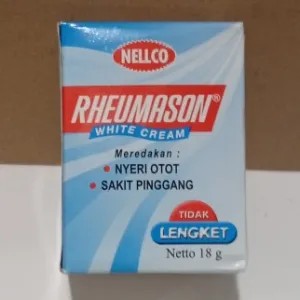 NELLCO
RHEUMASON®
WHITE CREAM
Meredakan :
• NYERI OTOT
• SAKIT PINGGANG
TIDAK
LENGKET
Netto 18 g